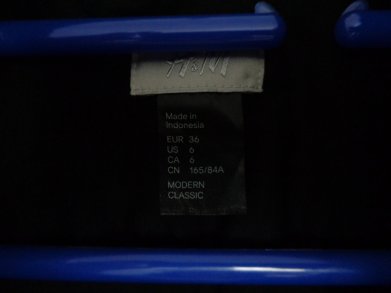 H&M
Made in
Indonesia
EUR 36
US 6
CA 6
CN 165/84A
MODERN
CLASSIC